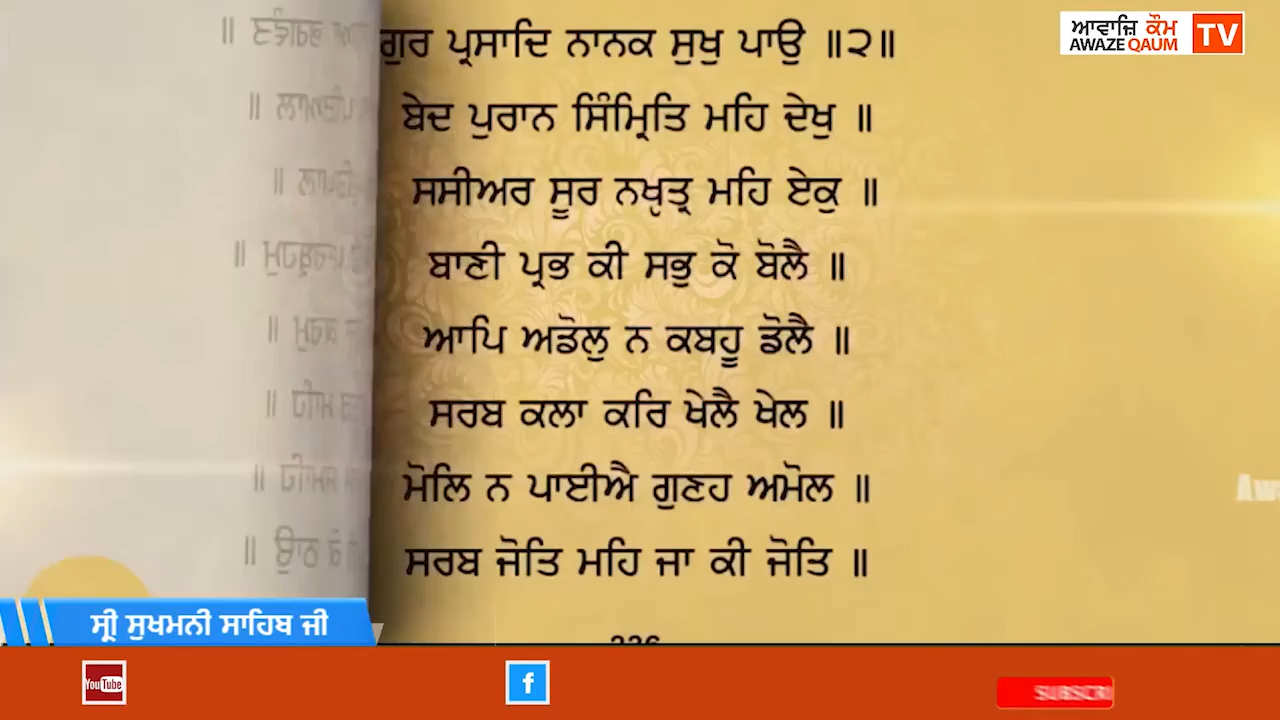 ਆਵਾਜ਼ਿ ਕੌਮ
AWAZE QAUM TV
ਗੁਰ ਪ੍ਰਸਾਦਿ ਨਾਨਕ ਸੁਖੁ ਪਾਉ ॥੨॥
ਬੇਦ ਪੁਰਾਨ ਸਿੰਮ੍ਰਿਤਿ ਮਹਿ ਦੇਖੁ ॥
ਸਸੀਅਰ ਸੂਰ ਨਖੵਤ੍ਰ ਮਹਿ ਏਕੁ ॥
ਬਾਣੀ ਪ੍ਰਭ ਕੀ ਸਭੁ ਕੋ ਬੋਲੈ ॥
ਆਪਿ ਅਡੋਲੁ ਨ ਕਬਹੂ ਡੋਲੈ ॥
ਸਰਬ ਕਲਾ ਕਰਿ ਖੇਲੈ ਖੇਲ ॥
ਮੋਲਿ ਨ ਪਾਈਐ ਗੁਣਹ ਅਮੋਲ ॥
ਸਰਬ ਜੋਤਿ ਮਹਿ ਜਾ ਕੀ ਜੋਤਿ ॥
ਸ੍ਰੀ ਸੁਖਮਨੀ ਸਾਹਿਬ ਜੀ
YouTube